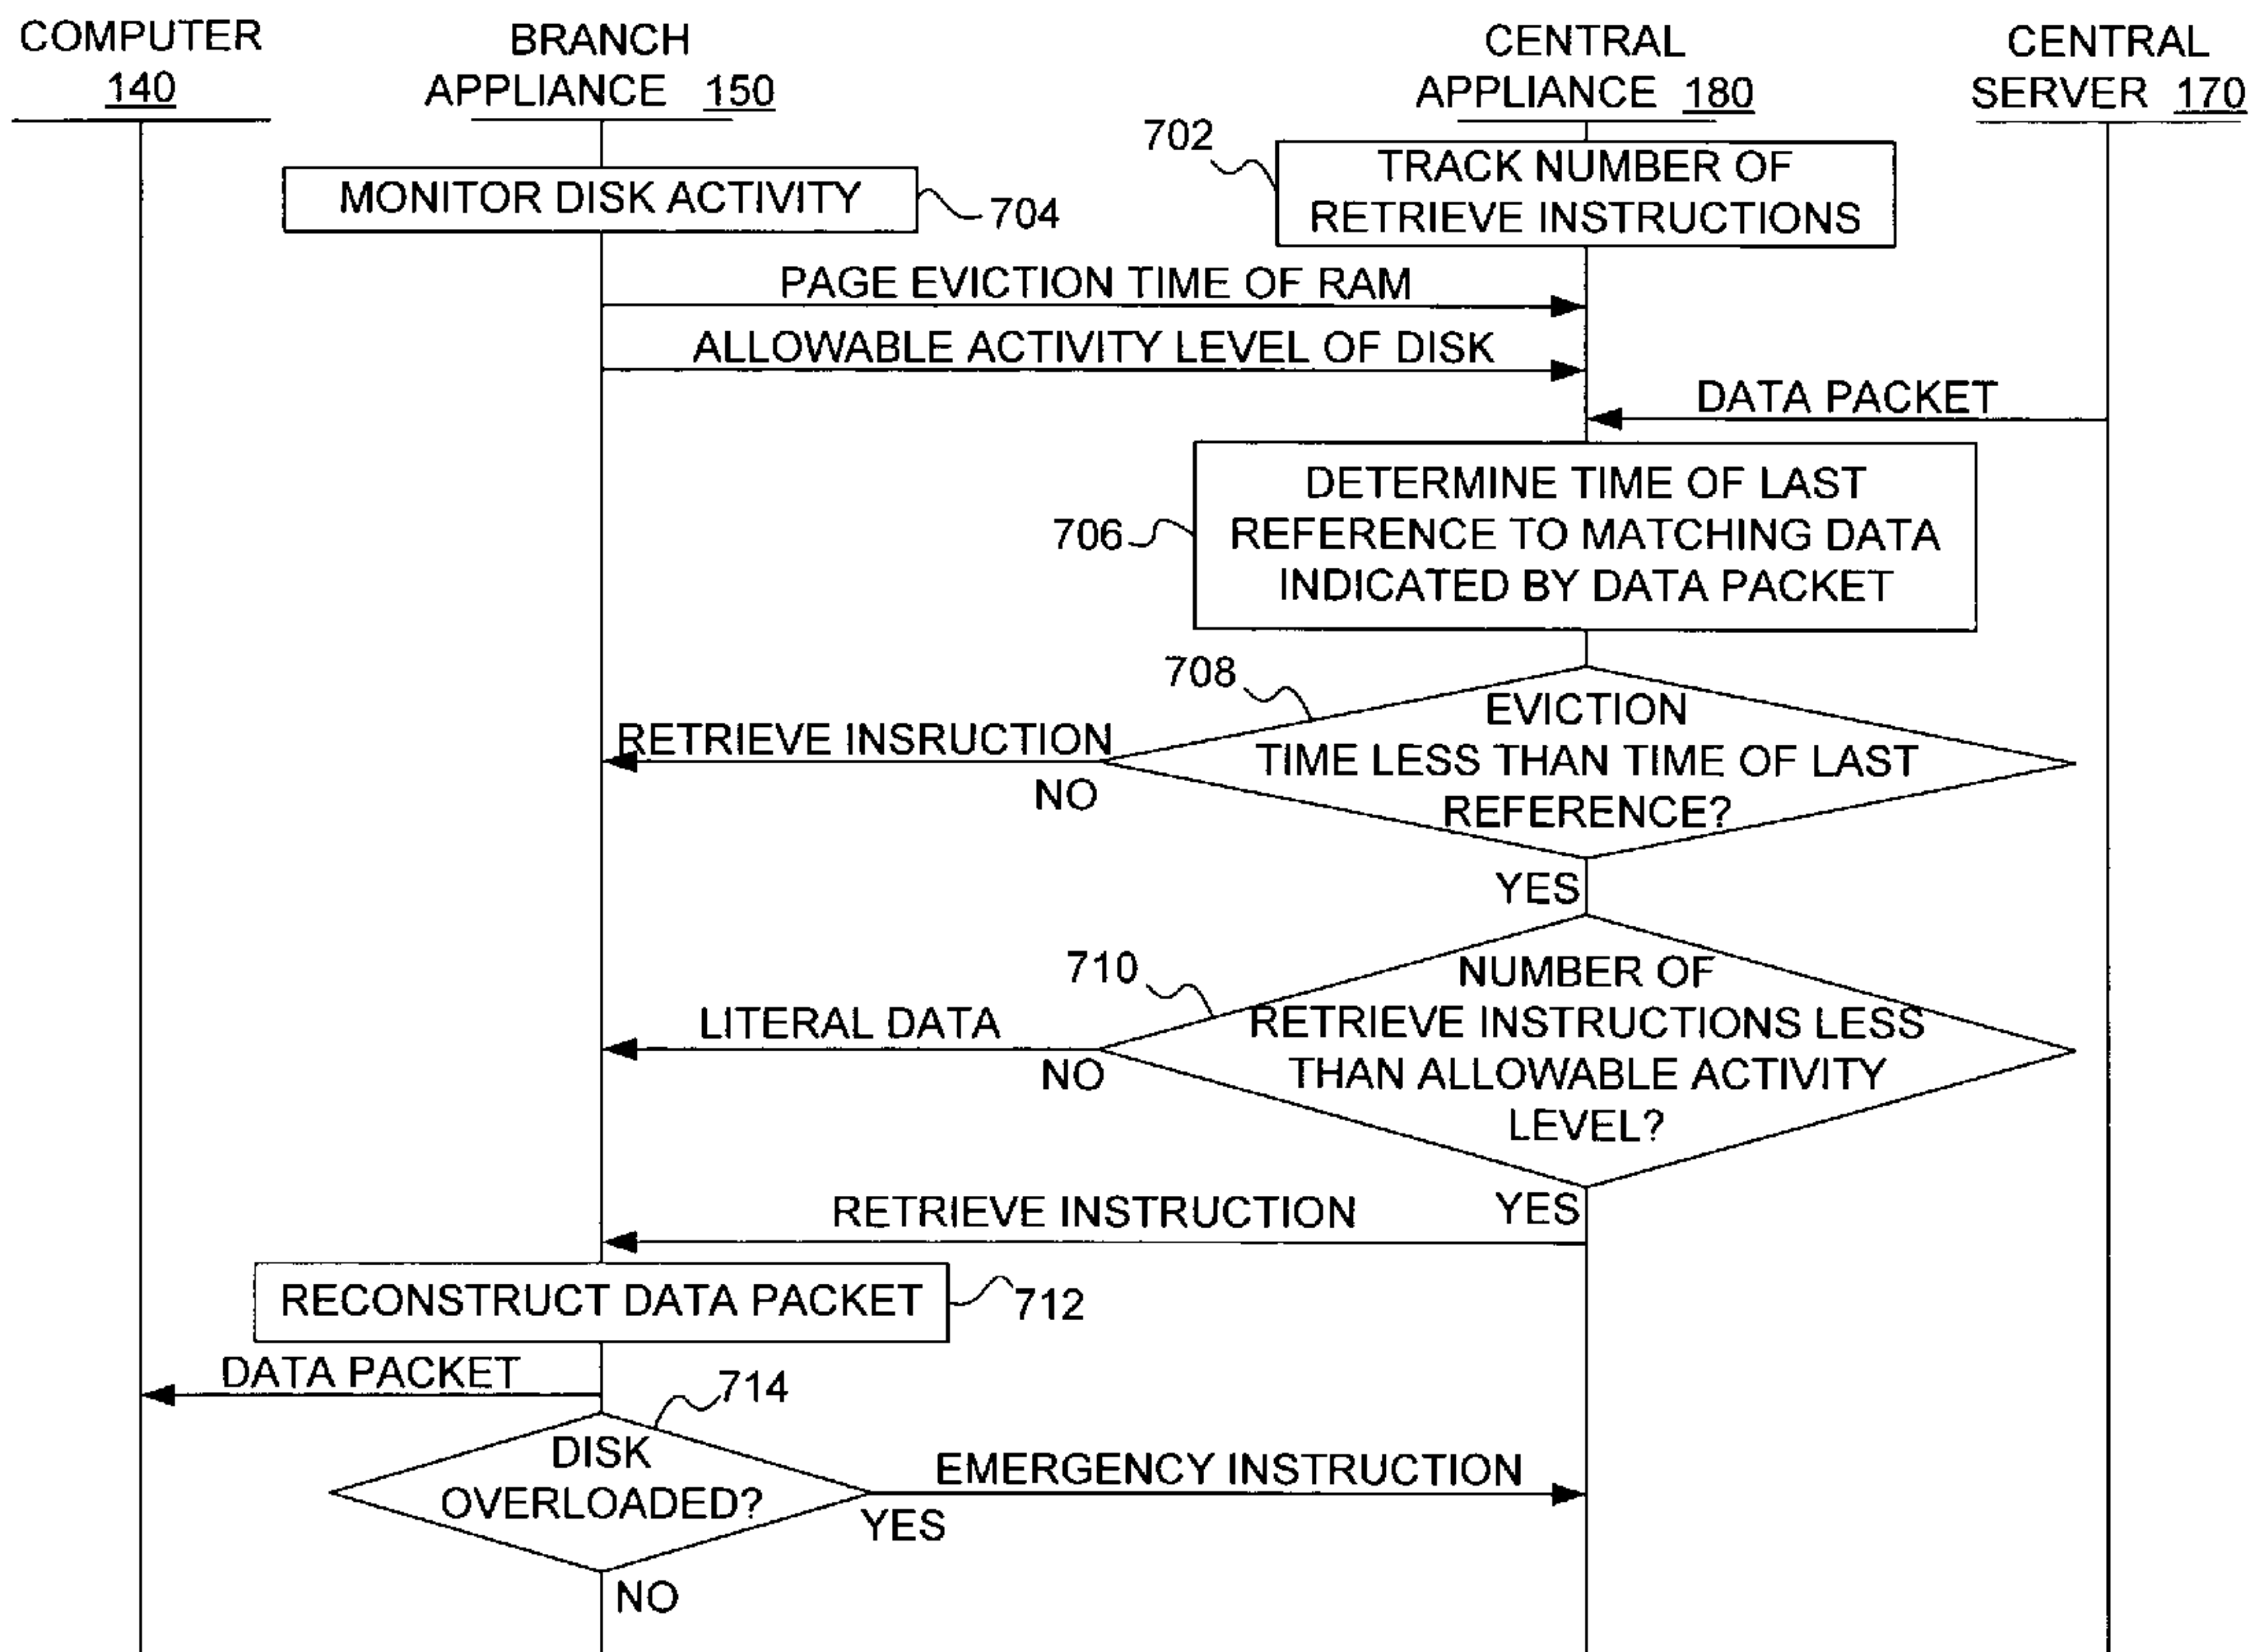 COMPUTER
140
BRANCH
APPLIANCE 150
CENTRAL
APPLIANCE 180
CENTRAL
SERVER 170
702
TRACK NUMBER OF
RETRIEVE INSTRUCTIONS
MONITOR DISK ACTIVITY
704
PAGE EVICTION TIME OF RAM
ALLOWABLE ACTIVITY LEVEL OF DISK
DATA PACKET
706
DETERMINE TIME OF LAST
REFERENCE TO MATCHING DATA
INDICATED BY DATA PACKET
708
EVICTION
TIME LESS THAN TIME OF LAST
REFERENCE?
RETRIEVE INSRUCTION
NO
YES
710
NUMBER OF
RETRIEVE INSTRUCTIONS LESS
THAN ALLOWABLE ACTIVITY
LEVEL?
LITERAL DATA
NO
YES
RETRIEVE INSTRUCTION
RECONSTRUCT DATA PACKET
712
DATA PACKET
714
DISK
OVERLOADED?
EMERGENCY INSTRUCTION
YES
NO